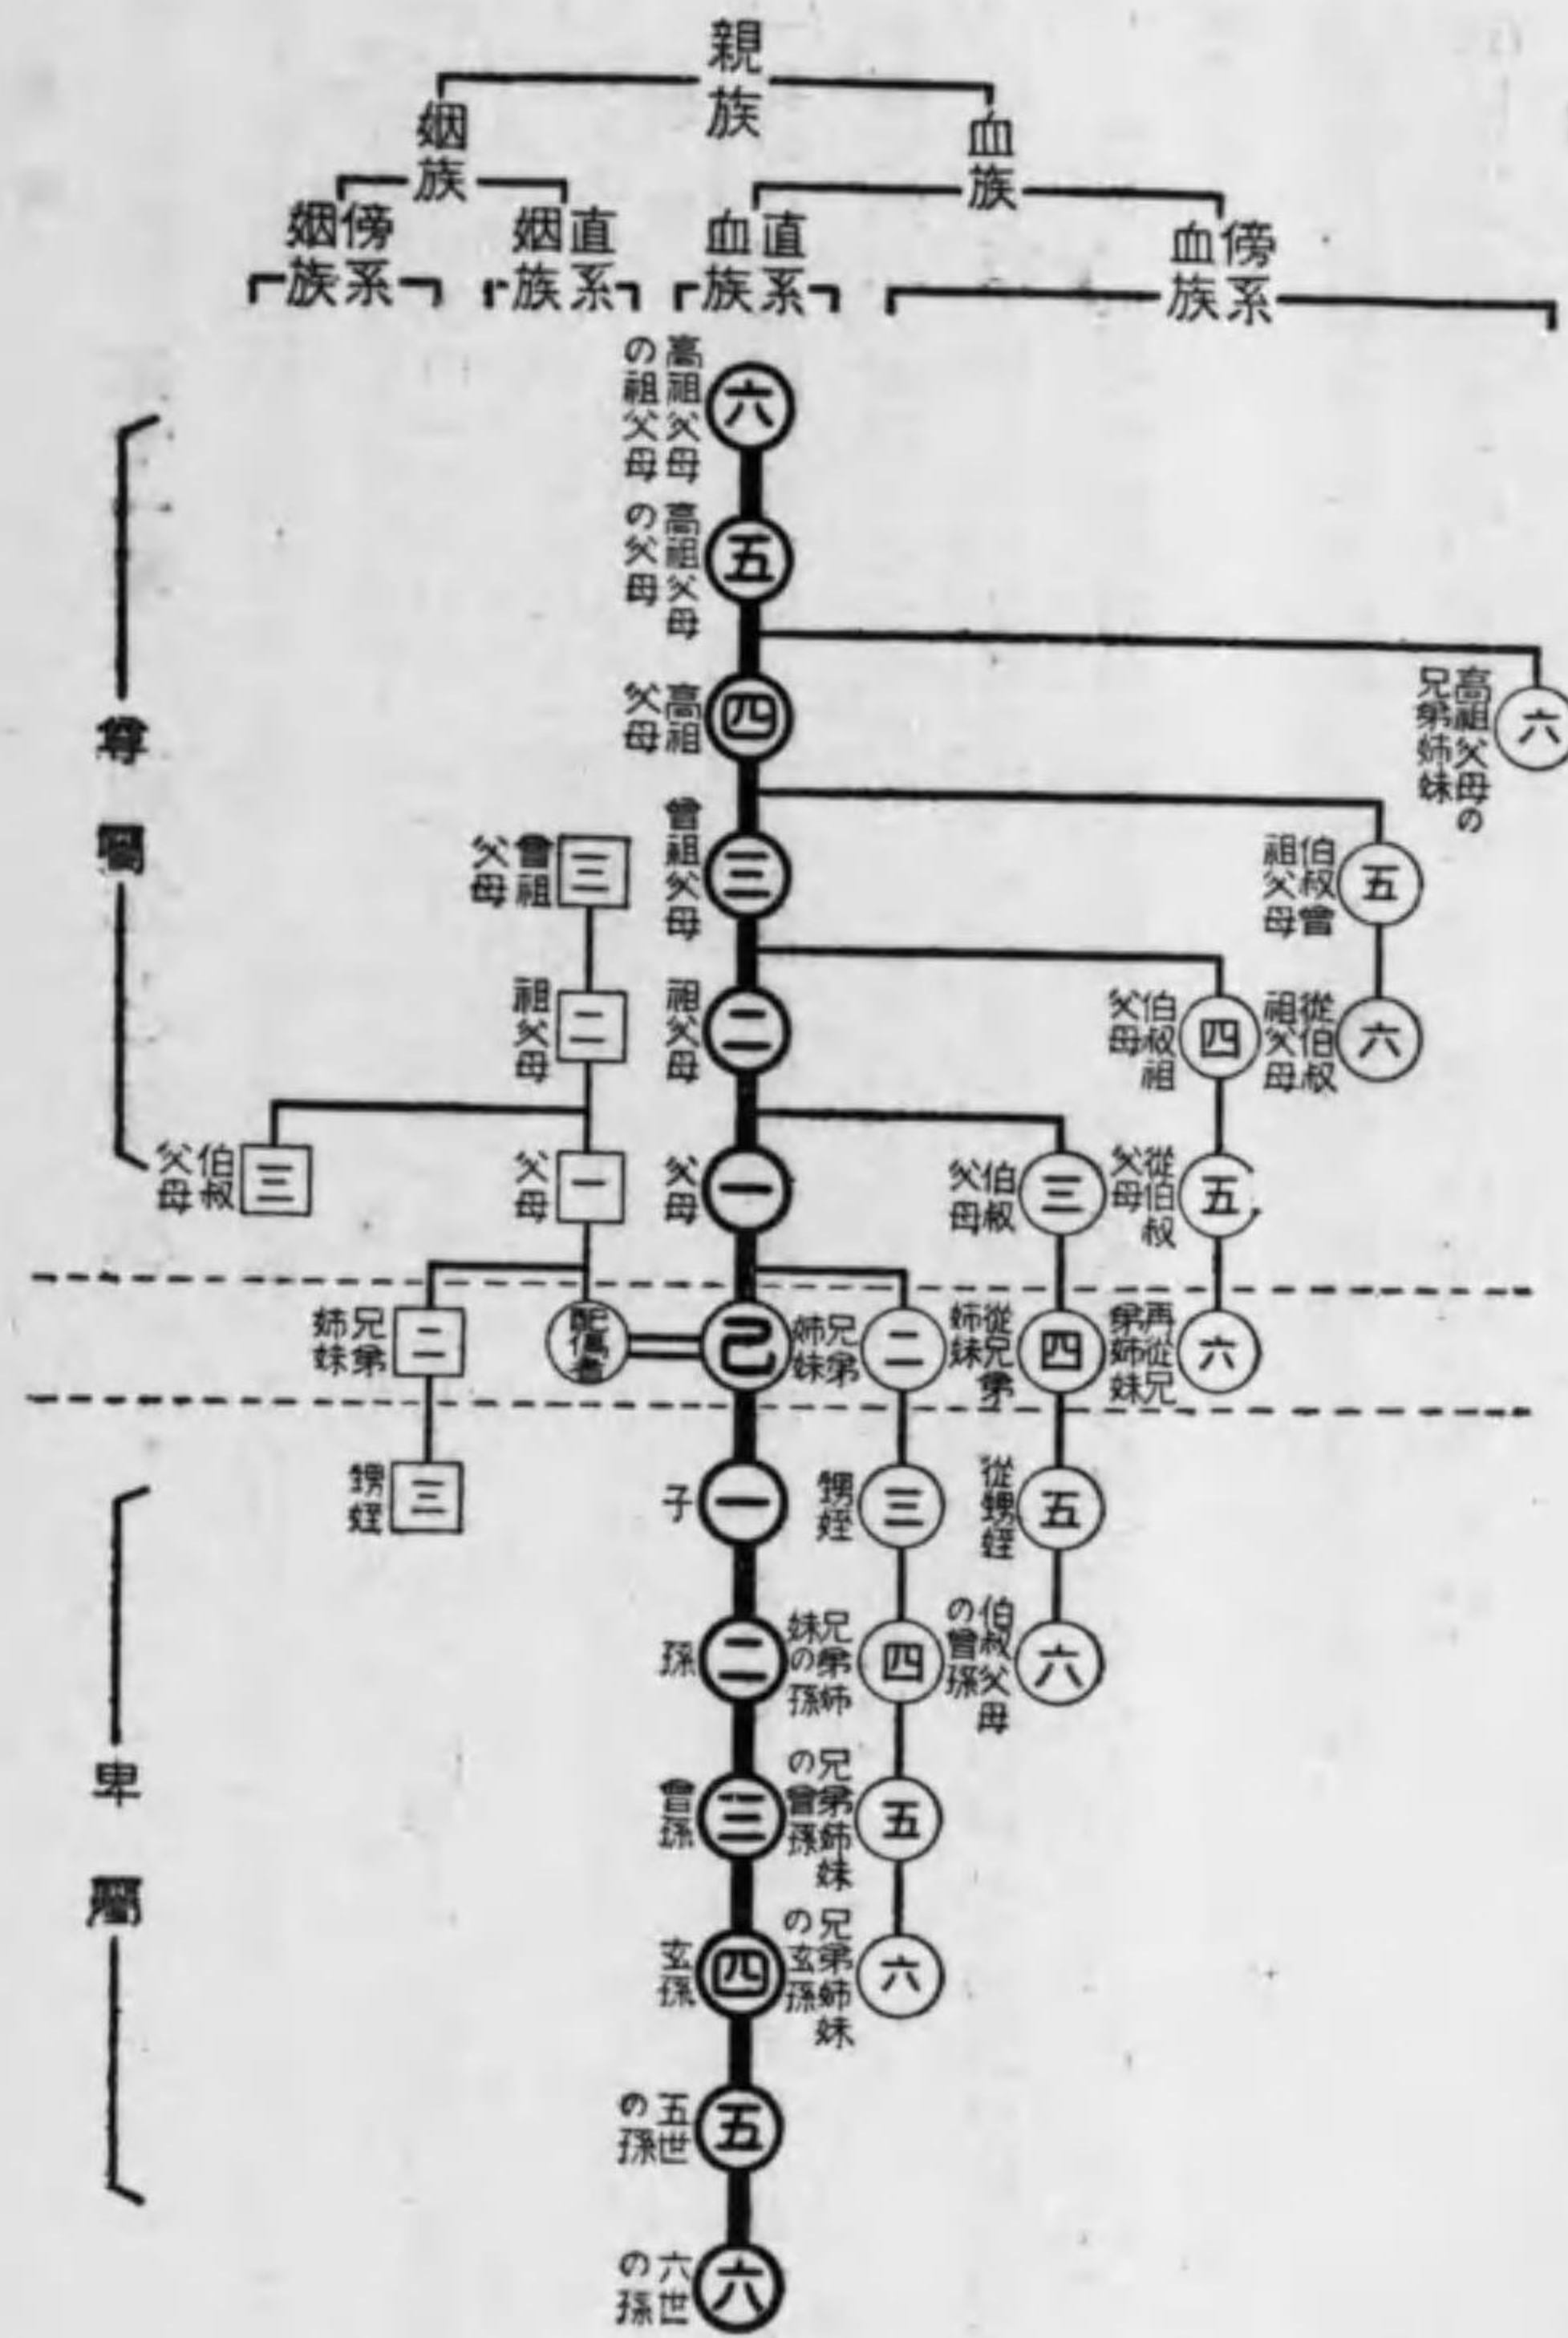 親族
血族
姻族
傍系血族
直系血族
直系姻族
傍系姻族
六
高祖父母の祖父母
五
高祖父母の父母
四
高祖父母
六
高祖父母の兄弟姉妹
三
曾祖父母
五
伯叔曾祖父母
三
曾祖父母
二
祖父母
四
伯叔祖父母
六
從伯叔祖父母
二
祖父母
一
父母
三
伯叔父母
五
從伯叔父母
一
父母
三
伯叔父母
己
配偶者
二
兄弟姉妹
四
從兄弟姉妹
六
再從兄弟姉妹
二
兄弟姉妹
一
子
三
甥姪
五
從甥姪
三
甥姪
二
孫
四
兄弟姉妹の孫
六
伯叔父母の曾孫
三
曾孫
五
兄弟姉妹の曾孫
四
玄孫
六
兄弟姉妹の玄孫
五
五世の孫
六
六世の孫
尊屬
卑屬